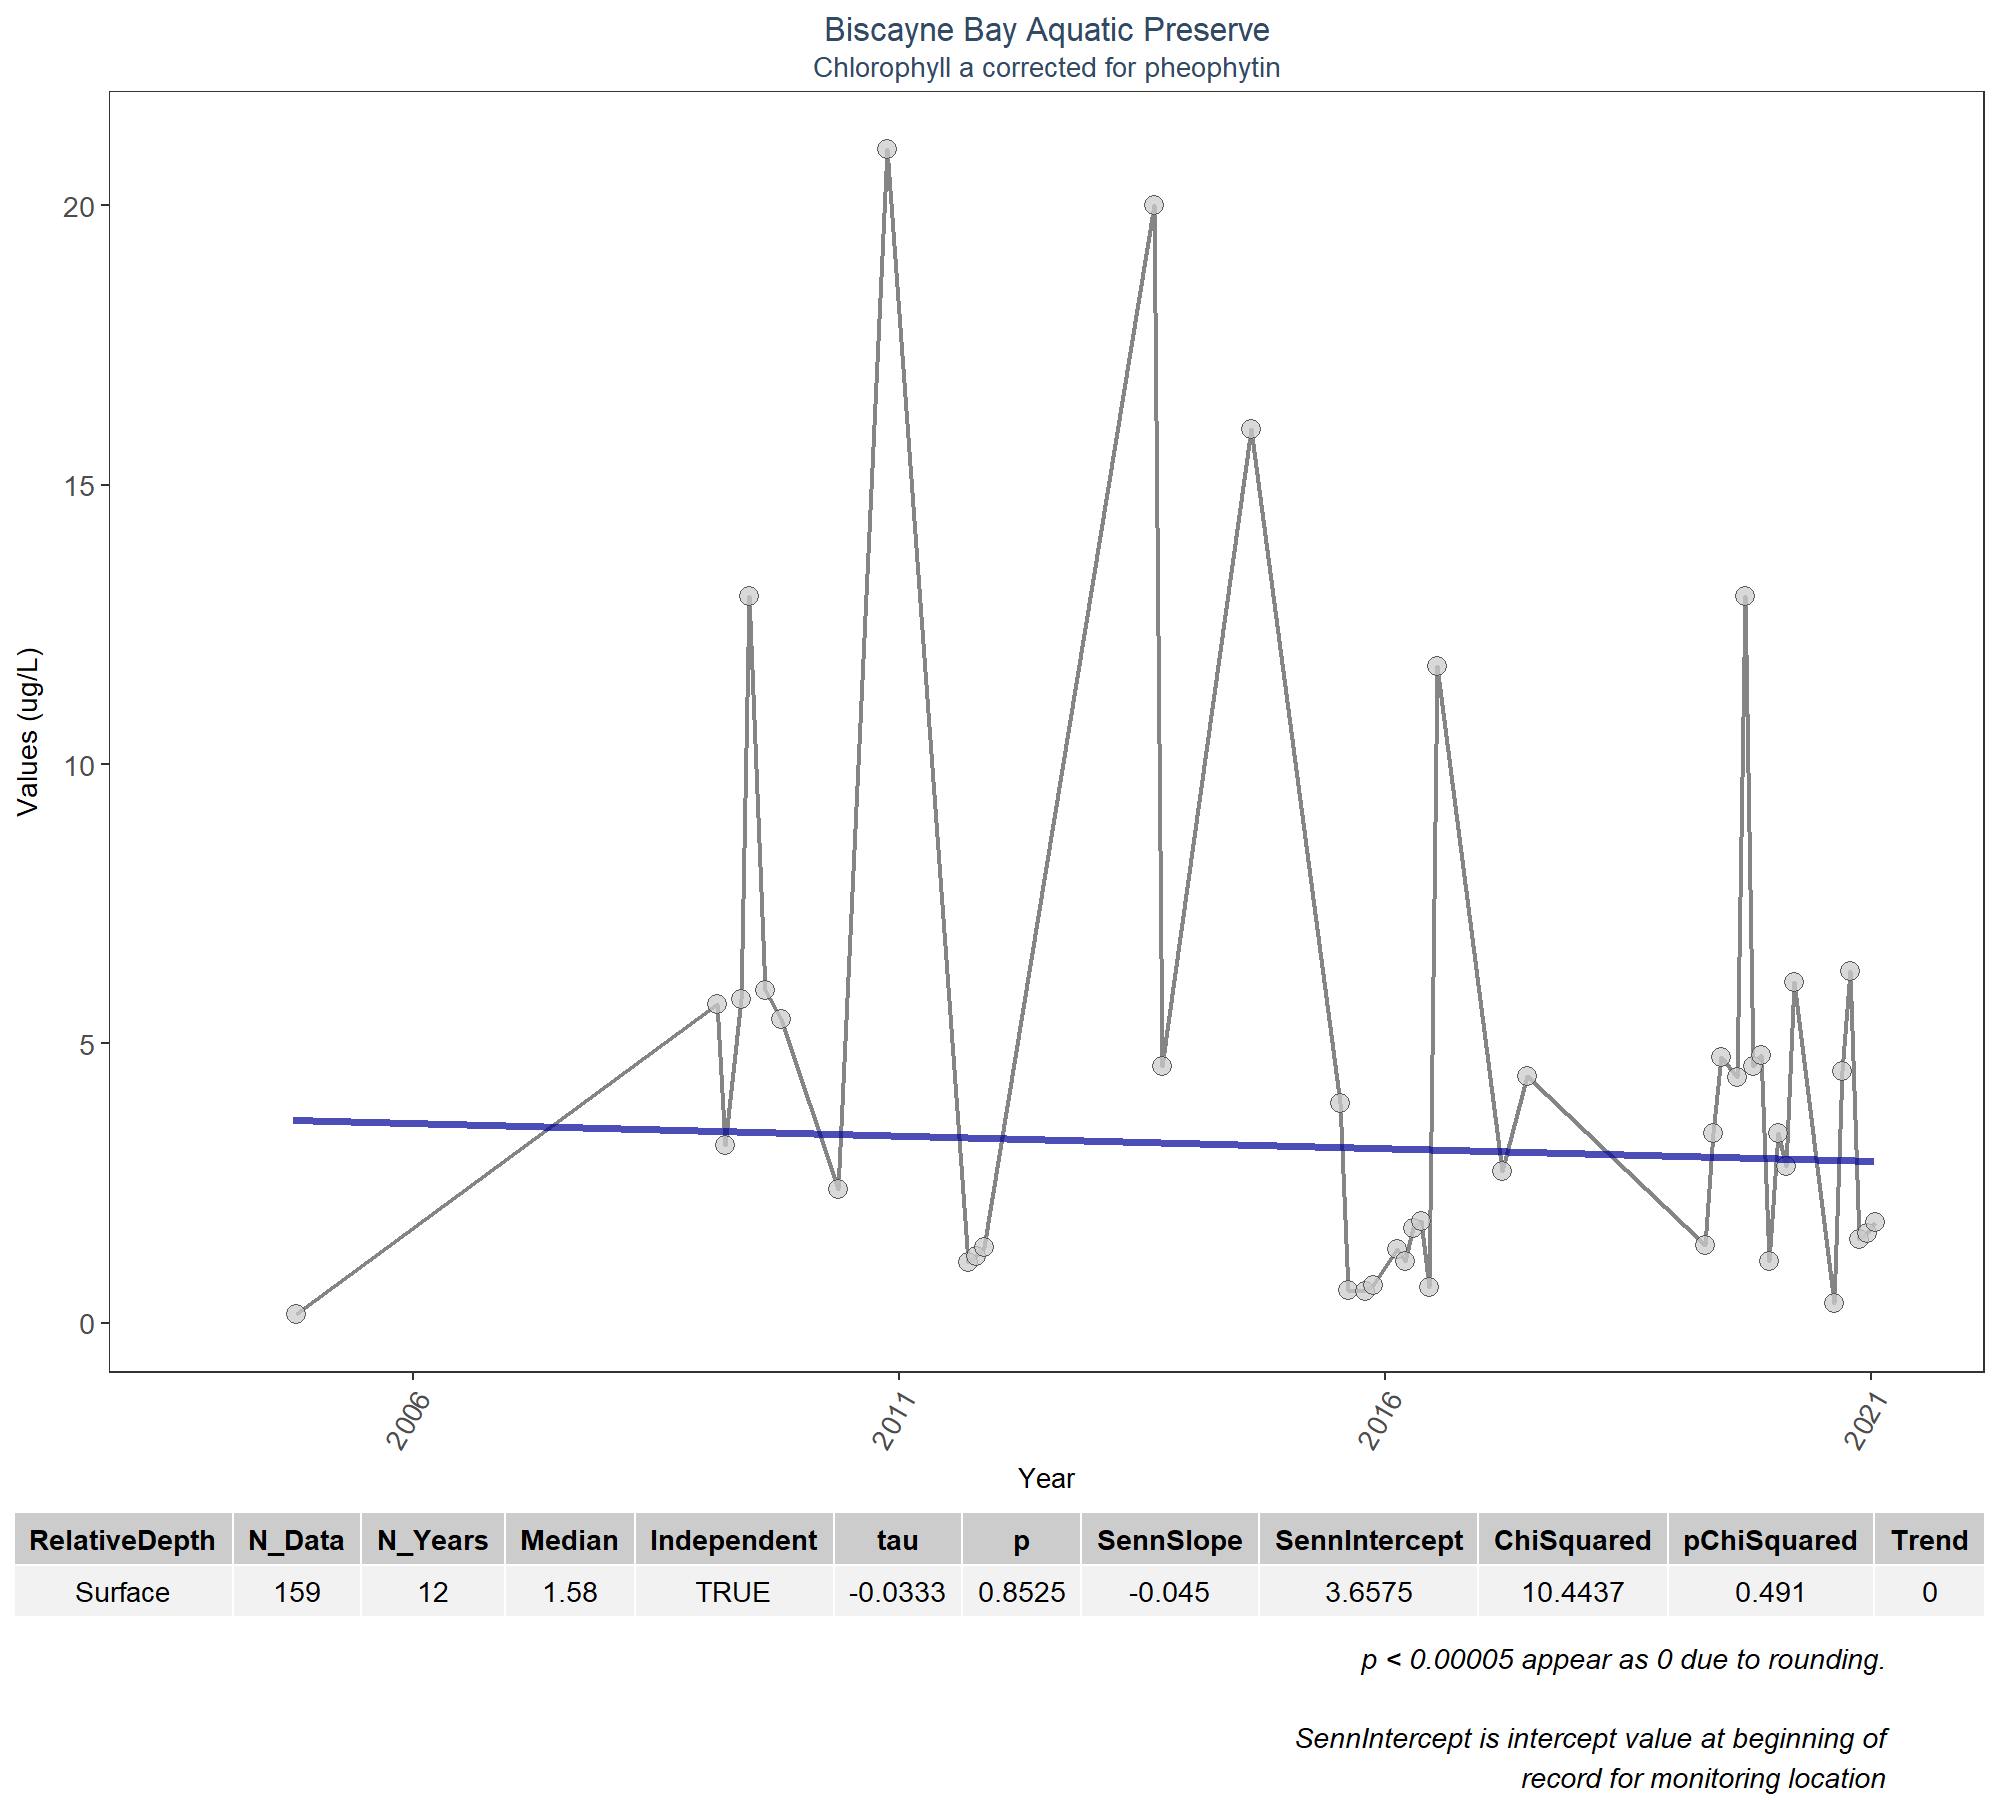 Biscayne Bay Aquatic Preserve
Chlorophyll a corrected for pheophytin
Values (ug/L)
20
15
10
5
0
2006 2011 2016 2021
Year
RelativeDepth N_Data N_Years Median Independent tau p SennSlope SennIntercept ChiSquared pChiSquared Trend
Surface 159 12 1.58 TRUE -0.0333 0.8525 -0.045 3.6575 10.4437 0.491 0
p < 0.00005 appear as 0 due to rounding.
SennIntercept is intercept value at beginning of
record for monitoring location